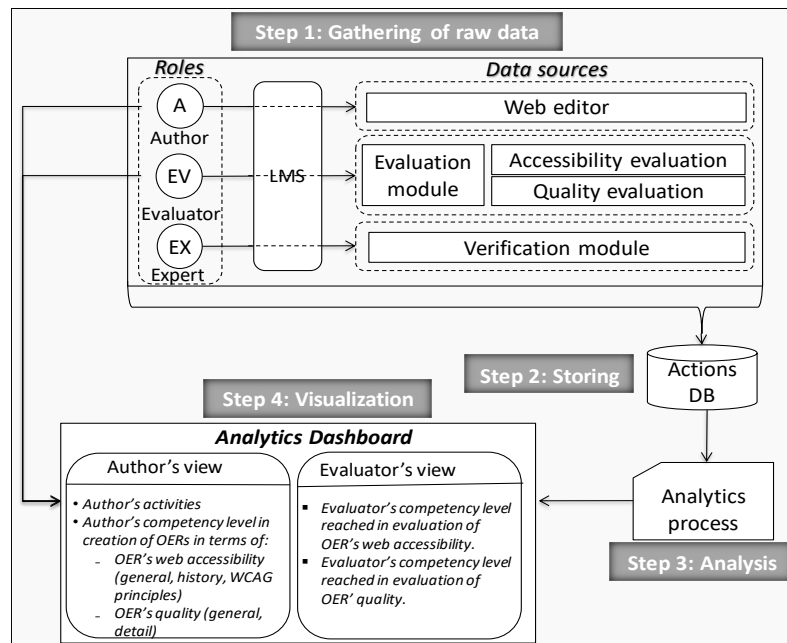 Step 1: Gathering of raw data
Roles
Data sources
A
Author
Web editor
LMS
EV
Evaluator
Evaluation
module
Accessibility evaluation
Quality evaluation
EX
Expert
Verification module
Step 2: Storing
Actions
DB
Step 4: Visualization
Analytics Dashboard
Author's view
• Author's activities
• Author's competency level in
creation of OERs in terms of:
– OER's web accessibility
(general, history, WCAG
principles)
– OER's quality (general,
detail)
Evaluator's view
▪ Evaluator's competency level
reached in evaluation of
OER's web accessibility.
▪ Evaluator's competency level
reached in evaluation of
OER' quality.
Analytics
process
Step 3: Analysis